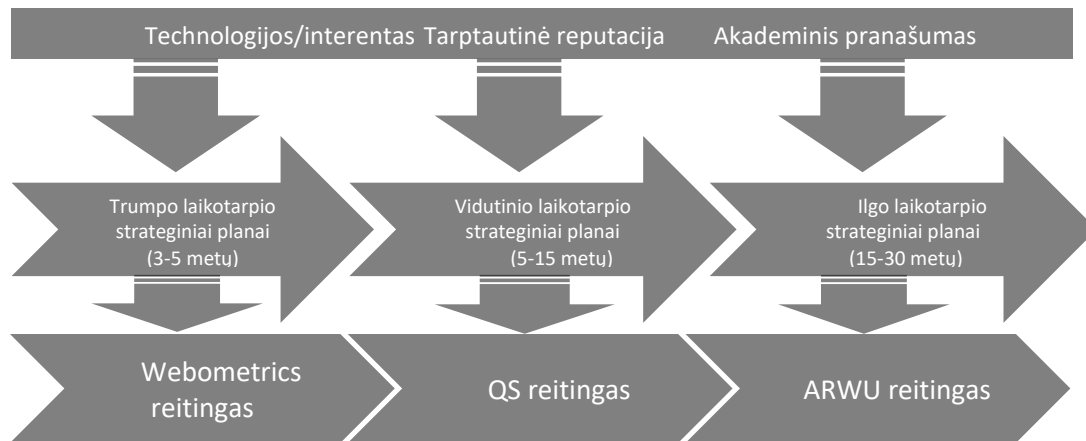 Technologijos/interentas Tarptautinė reputacija Akademinis pranašumas
Trumpo laikotarpio
strateginiai planai
(3-5 metų)
Vidutinio laikotarpio
strateginiai planai
(5-15 metų)
Ilgo laikotarpio
strateginiai planai
(15-30 metų)
Webometrics
reitingas
QS reitingas
ARWU reitingas